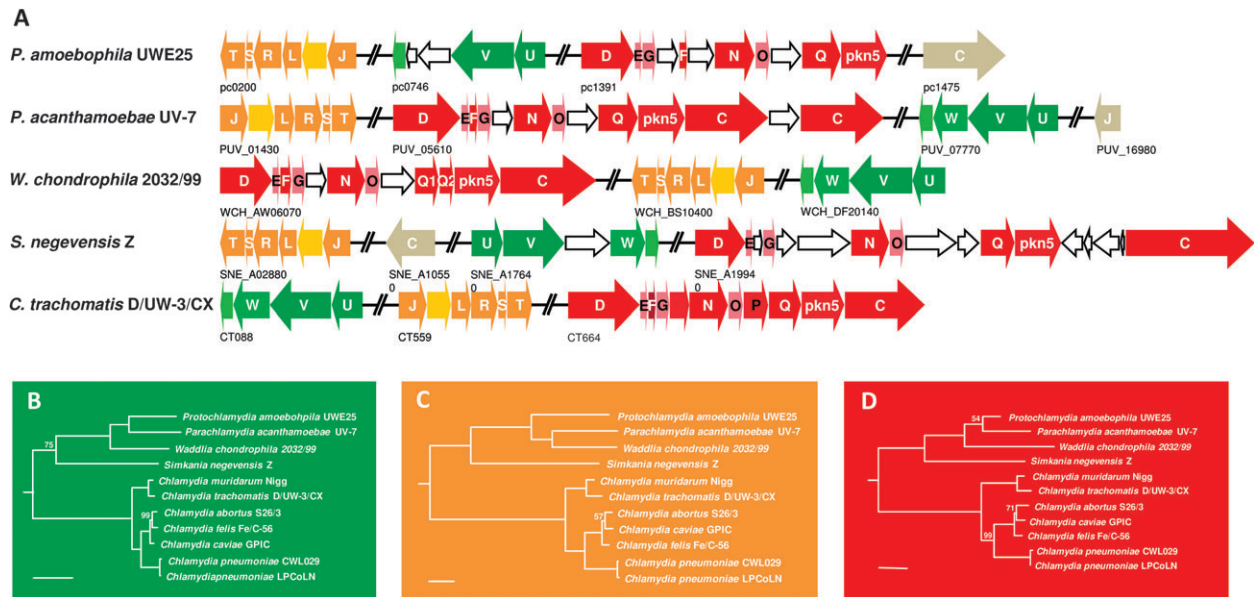 A
P. amoebophila UWE25
T S R L J V U D E G F N O Q pkn5 C
pc0200 pc0746 pc1391 pc1475
P. acanthamoebae UV-7
J L R S T D E F G N O Q pkn5 C C W V U J
PUV_01430 PUV_05610 PUV_07770 PUV_16980
W. chondrophila 2032/99
D E F G N O Q1 Q2 pkn5 C T S R L J W V U
WCH_AW06070 WCH_BS10400 WCH_DF20140
S. negevensis Z
T S R L J C U V W D E G N O Q pkn5 C
SNE_A02880 SNE_A1055 SNE_A1764 SNE_A1994
0 0 0
C. trachomatis D/UW-3/CX
W V U J L R S T D E F G N O P Q pkn5 C
CT088 CT559 CT664
B
Protochlamydia amoebohpila UWE25
Parachlamydia acanthamoebae UV-7
75
Waddlia chondrophila 2032/99
Simkania negevensis Z
Chlamydia muridarum Nigg
Chlamydia trachomatis D/UW-3/CX
99
Chlamydia abortus S26/3
Chlamydia felis Fe/C-56
Chlamydia caviae GPIC
Chlamydia pneumoniae CWL029
Chlamydiapneumoniae LPCoLN
C
Protochlamydia amoebophila UWE25
Parachlamydia acanthamoebae UV-7
Waddlia chondrophila 2032/99
Simkania negevensis Z
Chlamydia muridarum Nigg
Chlamydia trachomatis D/UW-3/CX
57
Chlamydia abortus S26/3
Chlamydia caviae GPIC
Chlamydia felis Fe/C-56
Chlamydia pneumoniae CWL029
Chlamydia pneumoniae LPCoLN
D
54
Protochlamydia amoebophila UWE25
Parachlamydia acanthamoebae UV-7
Waddlia chondrophila 2032/99
Simkania negevensis Z
Chlamydia muridarum Nigg
Chlamydia trachomatis D/UW-3/CX
71
Chlamydia abortus S26/3
Chlamydia caviae GPIC
99
Chlamydia felis Fe/C-56
Chlamydia pneumoniae CWL029
Chlamydia pneumoniae LPCoLN